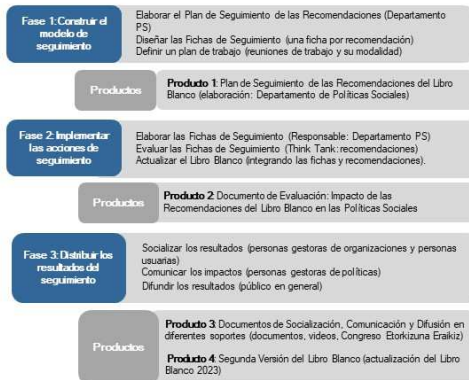 Fase 1: Construir el
modelo de
seguimiento
Elaborar el Plan de Seguimiento de las Recomendaciones (Departamento
PS)
Diseñar las Fichas de Seguimiento (una ficha por recomendación)
Definir un plan de trabajo (reuniones de trabajo y su modalidad)
Productos
Producto 1: Plan de Seguimiento de las Recomendaciones del Libro
Blanco (elaboración: Departamento de Políticas Sociales)
Fase 2: Implementar
las acciones de
seguimiento
Elaborar las Fichas de Seguimiento (Responsable: Departamento PS)
Evaluar las Fichas de Seguimiento (Think Tank: recomendaciones)
Actualizar el Libro Blanco (integrando las fichas y recomendaciones).
Productos
Producto 2: Documento de Evaluación: Impacto de las
Recomendaciones del Libro Blanco en las Políticas Sociales
Fase 3: Distribuir los
resultados del
seguimiento
Socializar los resultados (personas gestoras de organizaciones y personas
usuarias)
Comunicar los impactos (personas gestoras de políticas)
Difundir los resultados (público en general)
Productos
Producto 3: Documentos de Socialización, Comunicación y Difusión en
diferentes soportes (documentos, videos, Congreso Etorkizuna Eraikiz)
Producto 4: Segunda Versión del Libro Blanco (actualización del Libro
Blanco 2023)